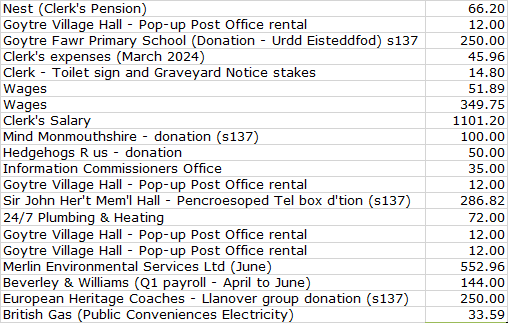 Nest (Clerk's Pension) 66.20
Goytre Village Hall - Pop-up Post Office rental 12.00
Goytre Fawr Primary School (Donation - Urdd Eisteddfod) s137 250.00
Clerk's expenses (March 2024) 45.96
Clerk - Toilet sign and Graveyard Notice stakes 14.80
Wages 51.89
Wages 349.75
Clerk's Salary 1101.20
Mind Monmouthshire - donation (s137) 100.00
Hedgehogs R us - donation 50.00
Information Commissioners Office 35.00
Goytre Village Hall - Pop-up Post Office rental 12.00
Sir John Her't Mem'l Hall - Pencroesoped Tel box d'tion (s137) 286.82
24/7 Plumbing & Heating 72.00
Goytre Village Hall - Pop-up Post Office rental 12.00
Goytre Village Hall - Pop-up Post Office rental 12.00
Merlin Environmental Services Ltd (June) 552.96
Beverley & Williams (Q1 payroll - April to June) 144.00
European Heritage Coaches - Llanover group donation (s137) 250.00
British Gas (Public Conveniences Electricity) 33.59